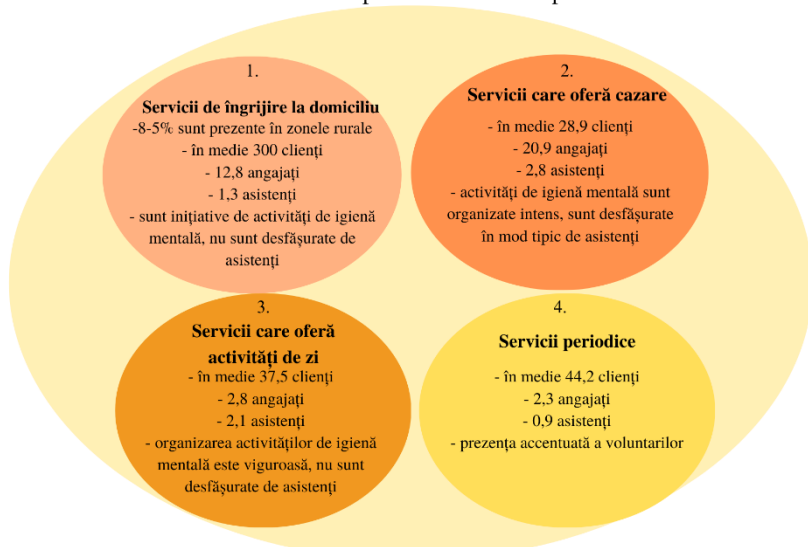 1.
Servicii de îngrijire la domiciliu
-8-5% sunt prezente în zonele rurale
- în medie 300 clienți
- 12,8 angajați
- 1,3 asistenți
- sunt inițiative de activități de igienă
mentală, nu sunt desfășurate de
asistenți
2.
Servicii care oferă cazare
- în medie 28,9 clienți
- 20,9 angajați
- 2,8 asistenți
- activități de igienă mentală sunt
organizate intens, sunt desfășurate
în mod tipic de asistenți
3.
Servicii care oferă
activități de zi
- în medie 37,5 clienți
- 2,8 angajați
- 2,1 asistenți
- organizarea activităților de igienă
mentală este viguroasă, nu sunt
desfășurate de asistenți
4.
Servicii periodice
- în medie 44,2 clienți
- 2,3 angajați
- 0,9 asistenți
- prezența accentuată a voluntarilor